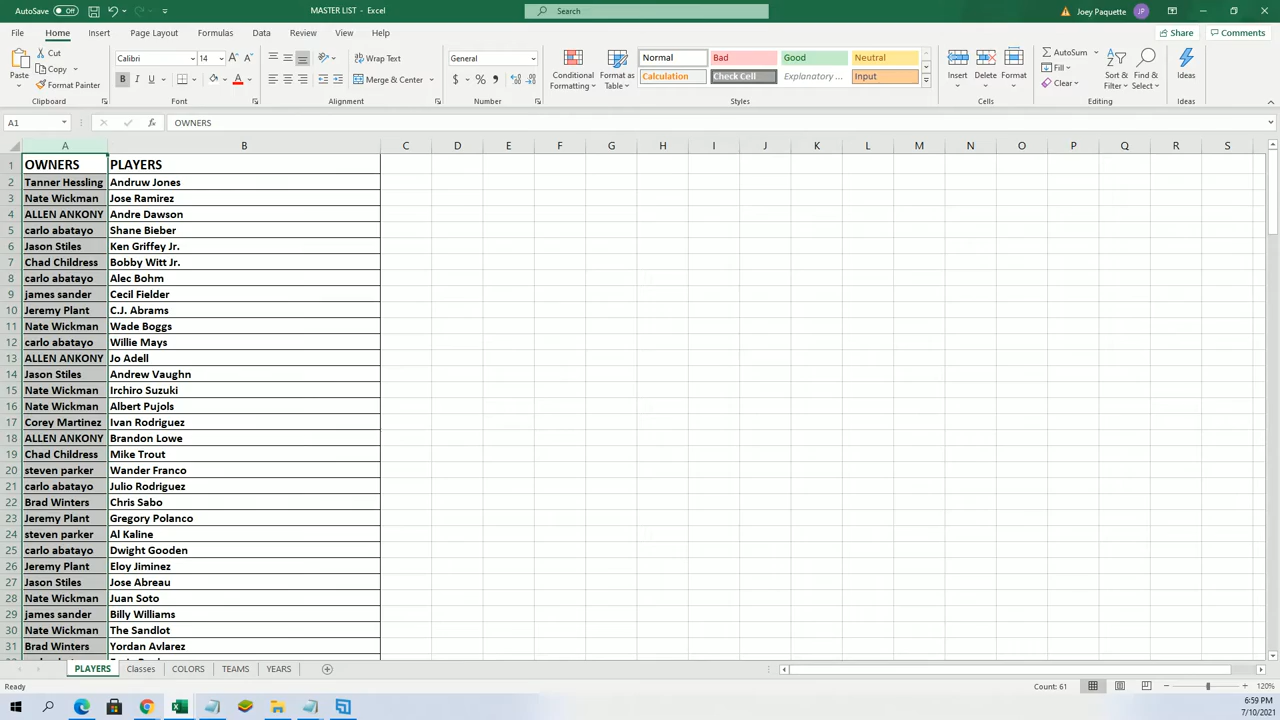 AutoSave Off MASTER LIST - Excel Search Joey Paquette JP
File Home Insert Page Layout Formulas Data Review View Help Share Comments
Paste Cut Copy Format Painter Clipboard
Calibri 14 A A B I U A Font
Wrap Text Merge & Center Alignment
General $ % Number
Conditional Formatting Format as Table
Normal Bad Good Neutral
Calculation Check Cell Explanatory ... Input
Styles
Insert Delete Format Cells
AutoSum Fill Clear Sort & Filter Find & Select Editing
Ideas Ideas
A1 fx OWNERS
A B C D E F G H I J K L M N O P Q R S
1 OWNERS PLAYERS
2 Tanner Hessling Andruw Jones
3 Nate Wickman Jose Ramirez
4 ALLEN ANKONY Andre Dawson
5 carlo abatayo Shane Bieber
6 Jason Stiles Ken Griffey Jr.
7 Chad Childress Bobby Witt Jr.
8 carlo abatayo Alec Bohm
9 james sander Cecil Fielder
10 Jeremy Plant C.J. Abrams
11 Nate Wickman Wade Boggs
12 carlo abatayo Willie Mays
13 ALLEN ANKONY Jo Adell
14 Jason Stiles Andrew Vaughn
15 Nate Wickman Irchiro Suzuki
16 Nate Wickman Albert Pujols
17 Corey Martinez Ivan Rodriguez
18 ALLEN ANKONY Brandon Lowe
19 Chad Childress Mike Trout
20 steven parker Wander Franco
21 carlo abatayo Julio Rodriguez
22 Brad Winters Chris Sabo
23 Jeremy Plant Gregory Polanco
24 steven parker Al Kaline
25 carlo abatayo Dwight Gooden
26 Jeremy Plant Eloy Jiminez
27 Jason Stiles Jose Abreau
28 Nate Wickman Juan Soto
29 james sander Billy Williams
30 Nate Wickman The Sandlot
31 Brad Winters Yordan Avlarez
PLAYERS Classes COLORS TEAMS YEARS
Ready Count: 61 120%
6:59 PM
7/10/2021